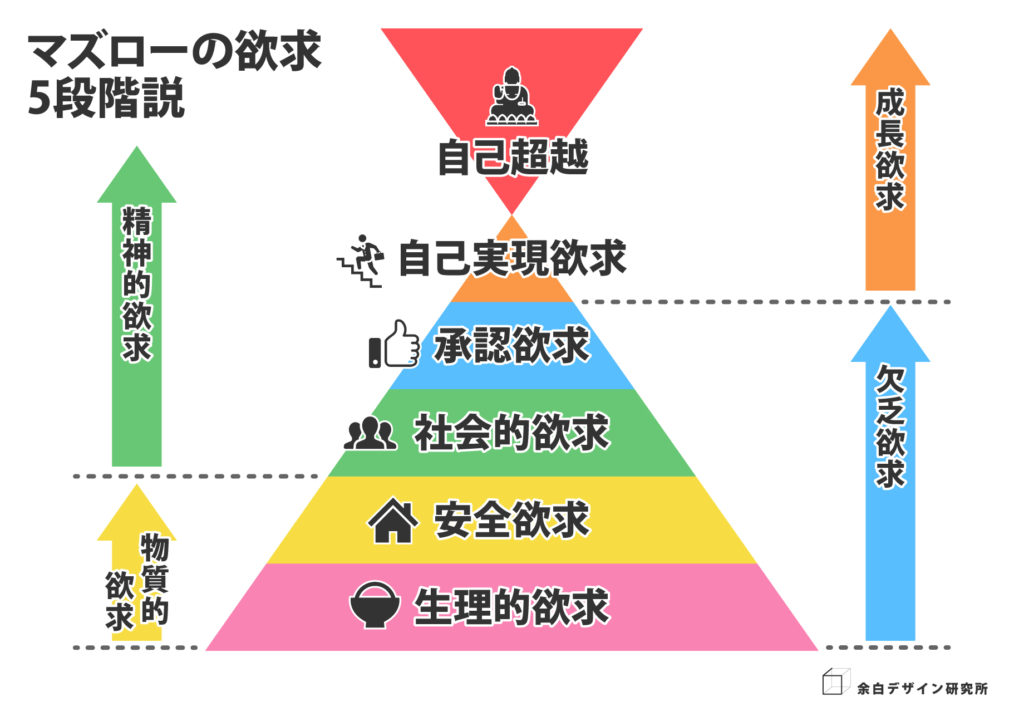 マズローの欲求
5段階説
自己超越
自己実現欲求
承認欲求
社会的欲求
安全欲求
生理的欲求
精神的欲求
物質的
欲求
成長欲求
欠乏欲求
余白デザイン研究所